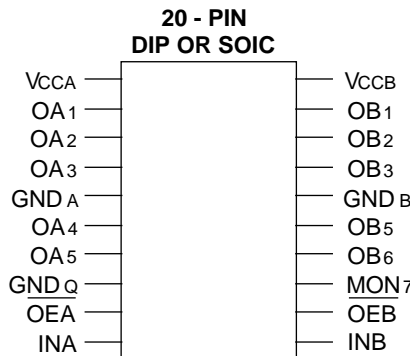 20 - PIN
DIP OR SOIC
VCCA VCCB
OA1 OB1
OA2 OB2
OA3 OB3
GND A GND B
OA4 OB5
OA5 OB6
GND Q MON7
OEA OEB
INA INB